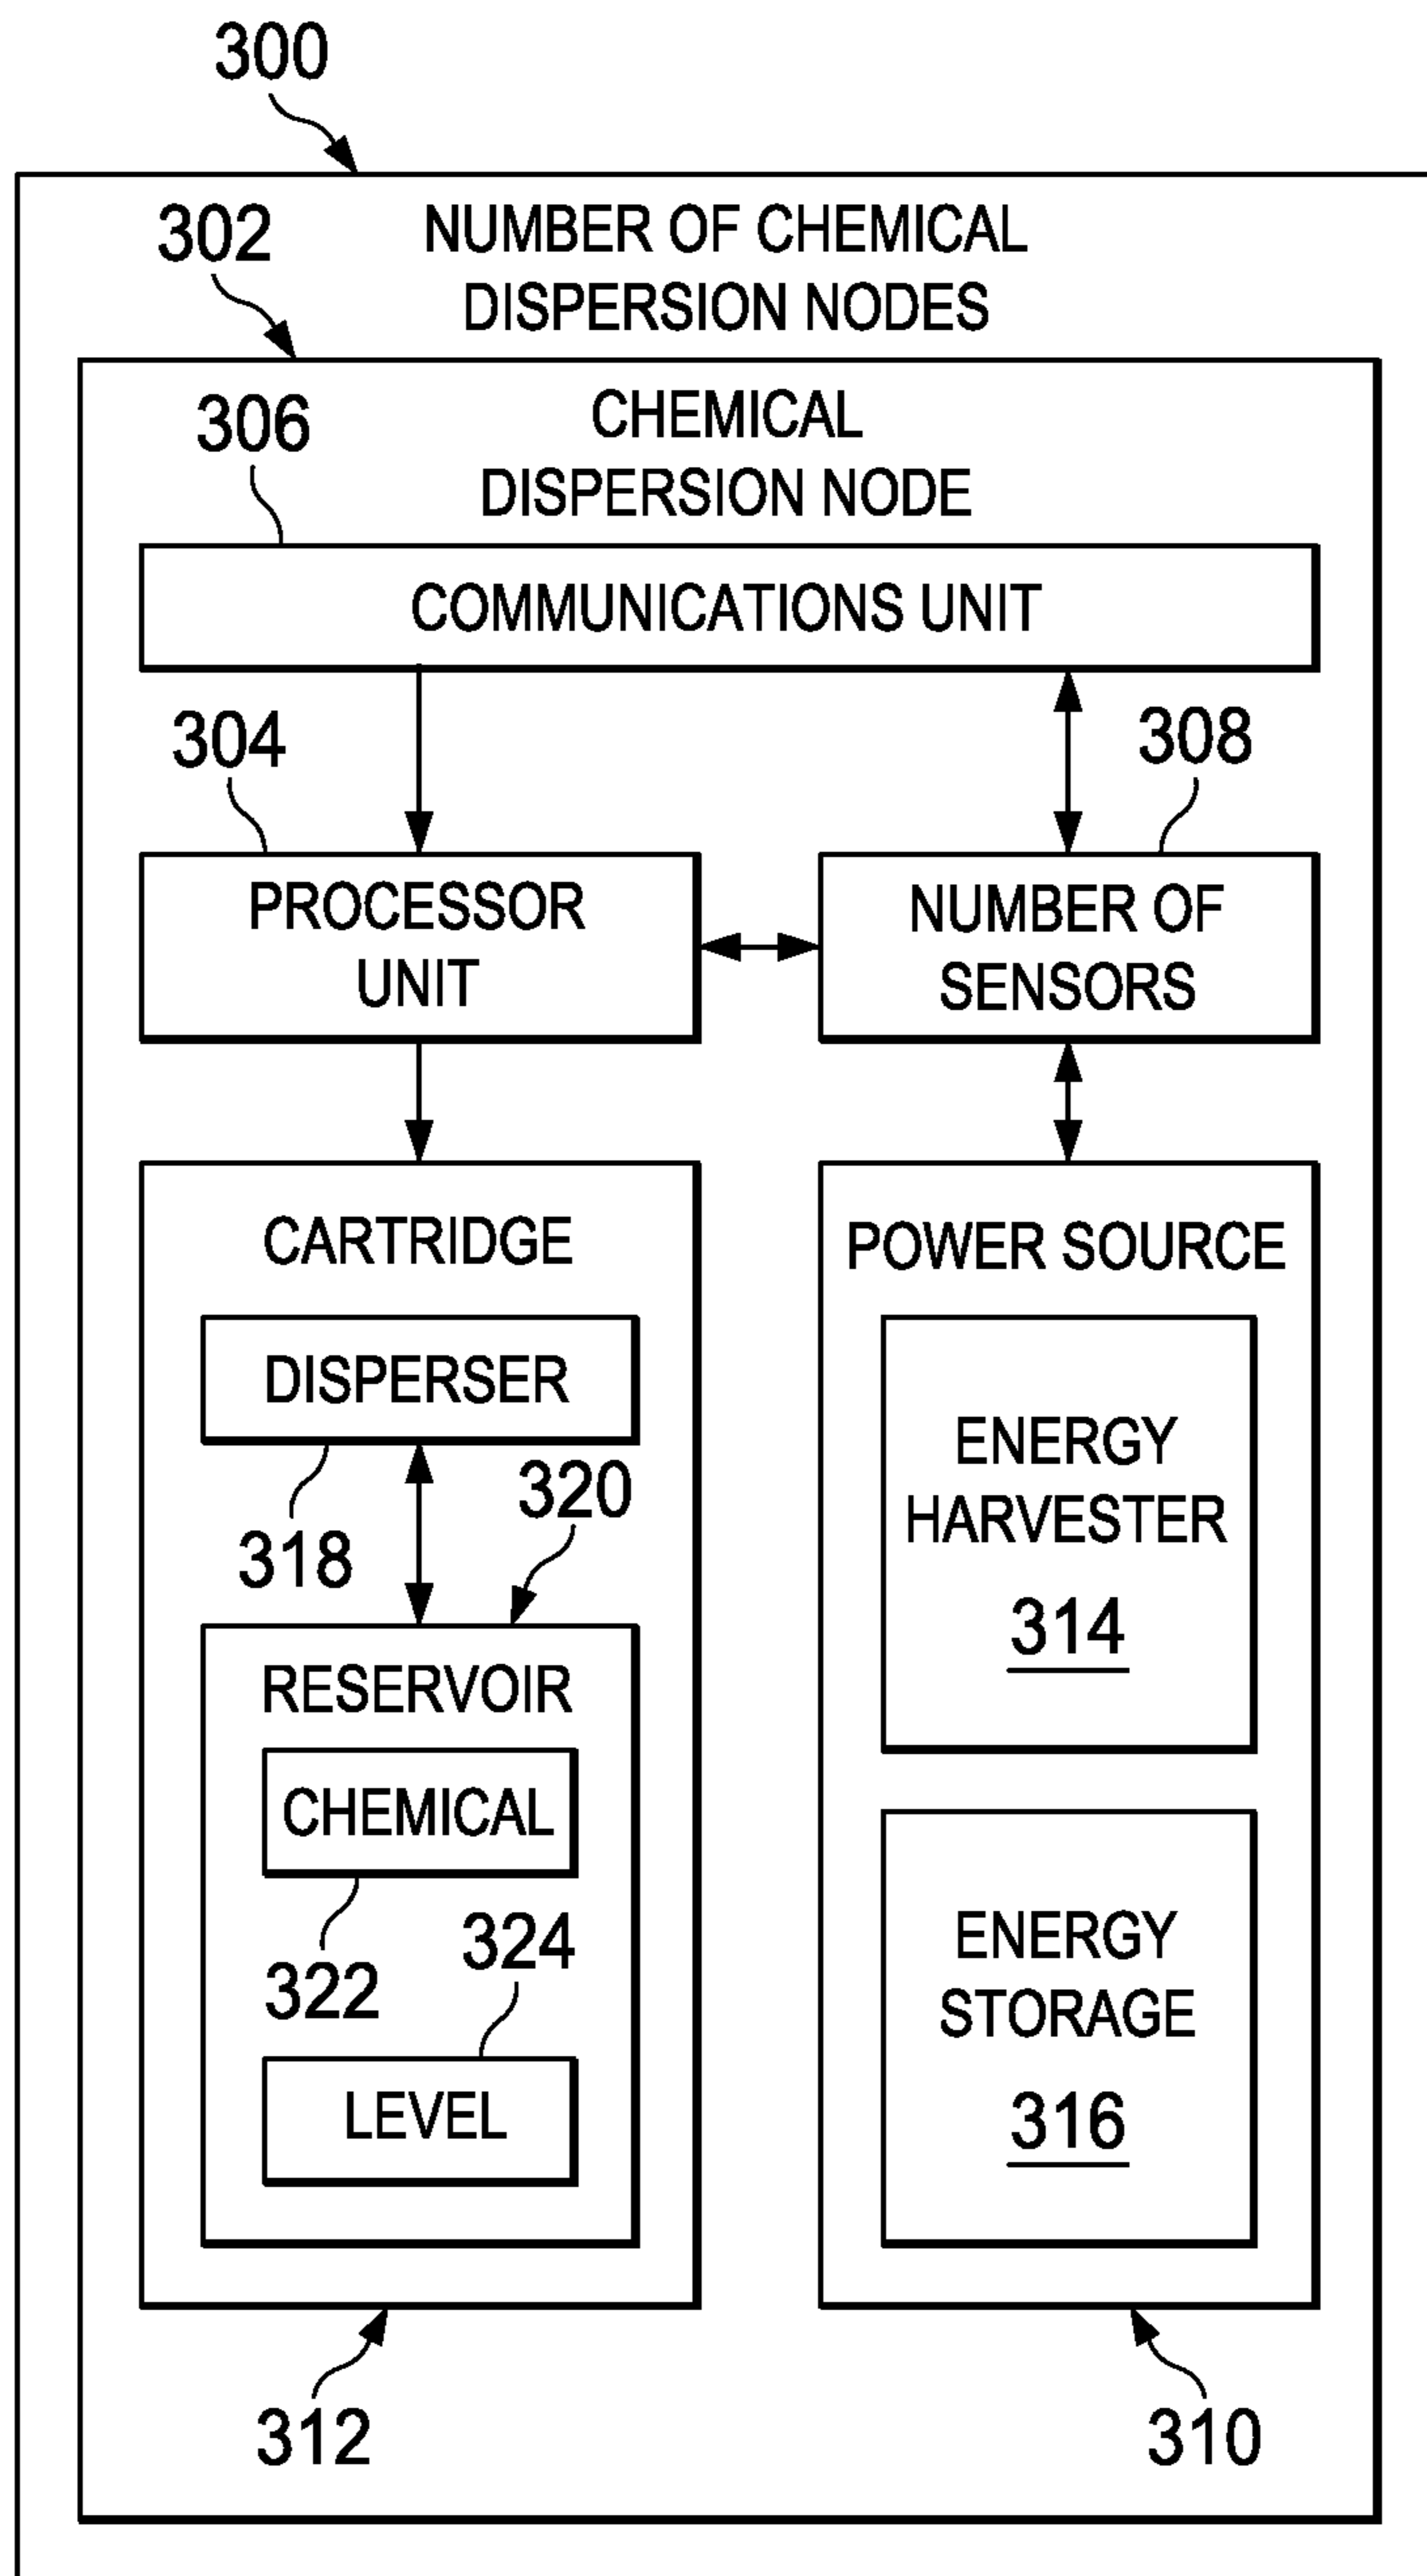 300
302
NUMBER OF CHEMICAL
DISPERSION NODES
306
CHEMICAL
DISPERSION NODE
COMMUNICATIONS UNIT
304
308
PROCESSOR
UNIT
NUMBER OF
SENSORS
CARTRIDGE
DISPERSER
318
320
RESERVOIR
CHEMICAL
322
324
LEVEL
312
POWER SOURCE
ENERGY
HARVESTER
314
ENERGY
STORAGE
316
310